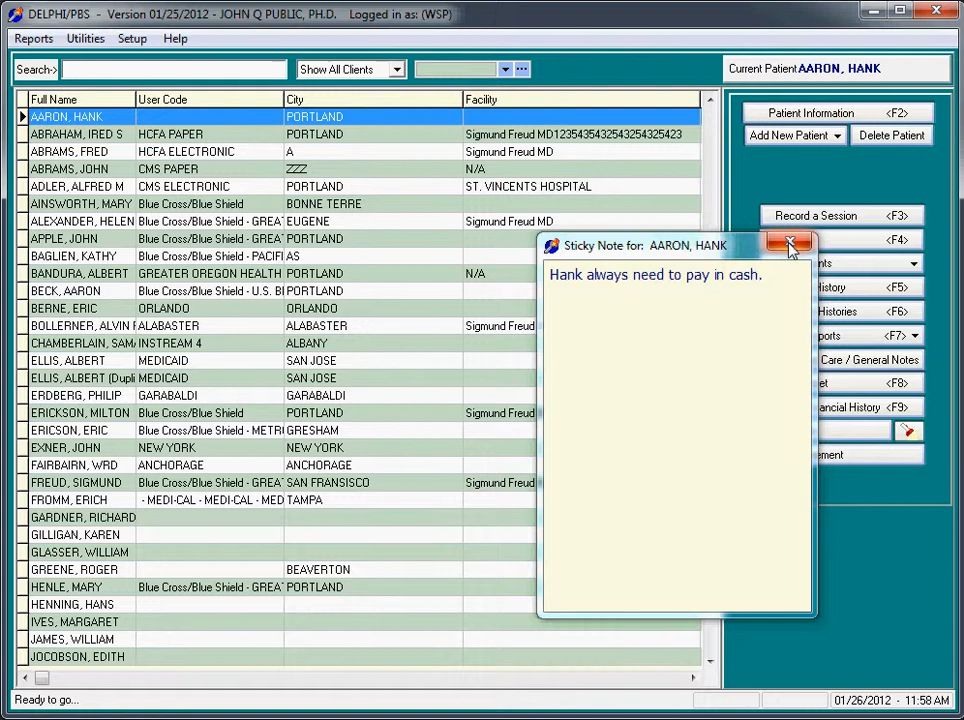 DELPHI/PBS - Version 01/25/2012 - JOHN Q PUBLIC, PH.D. Logged in as: (WSP)
Reports Utilities Setup Help
Search-> Show All Clients Current Patient AARON, HANK
Full Name User Code City Facility
AARON, HANK PORTLAND
ABRAHAM, IRED S HCFA PAPER PORTLAND Sigmund Freud MD1235435432543254325423
ABRAMS, FRED HCFA ELECTRONIC A Sigmund Freud MD
ABRAMS, JOHN CMS PAPER ZZZ N/A
ADLER, ALFRED M CMS ELECTRONIC PORTLAND ST. VINCENTS HOSPITAL
AINSWORTH, MARY Blue Cross/Blue Shield BONNE TERRE
ALEXANDER, HELEN Blue Cross/Blue Shield - GREA EUGENE Sigmund Freud MD
APPLE, JOHN Blue Cross/Blue Shield - GREA PORTLAND
BAGLIEN, KATHY Blue Cross/Blue Shield - PACIFI AS
BANDURA, ALBERT GREATER OREGON HEALTH PORTLAND N/A
BECK, AARON Blue Cross/Blue Shield - U.S. BI PORTLAND
BERNE, ERIC ORLANDO ORLANDO
BOLLERNER, ALVIN F ALABASTER ALABASTER Sigmund Freud
CHAMBERLAIN, SAMA INSTREAM 4 ALBANY
ELLIS, ALBERT MEDICAID SAN JOSE
ELLIS, ALBERT (Dupli MEDICAID SAN JOSE
ERDBERG, PHILIP GARABALDI GARABALDI
ERICKSON, MILTON Blue Cross/Blue Shield PORTLAND Sigmund Freud
ERICSON, ERIC Blue Cross/Blue Shield - METR GRESHAM
EXNER, JOHN NEW YORK NEW YORK
FAIRBAIRN, WRD ANCHORAGE ANCHORAGE
FREUD, SIGMUND Blue Cross/Blue Shield - GREA SAN FRANSISCO Sigmund Freud
FROMM, ERICH - MEDI-CAL - MEDI-CAL - MED TAMPA
GARDNER, RICHARD
GILLIGAN, KAREN
GLASSER, WILLIAM
GREENE, ROGER BEAVERTON
HENLE, MARY Blue Cross/Blue Shield - GREA PORTLAND
HENNING, HANS
IVES, MARGARET
JAMES, WILLIAM
JOCOBSON, EDITH
Patient Information <F2>
Add New Patient Delete Patient
Record a Session <F3>
<F4>
nts
History <F5>
Histories <F6>
ports <F7>
Care / General Notes
et <F8>
ancial History <F9>
ement
Sticky Note for: AARON, HANK
Hank always need to pay in cash.
Ready to go... 01/26/2012 - 11:58 AM